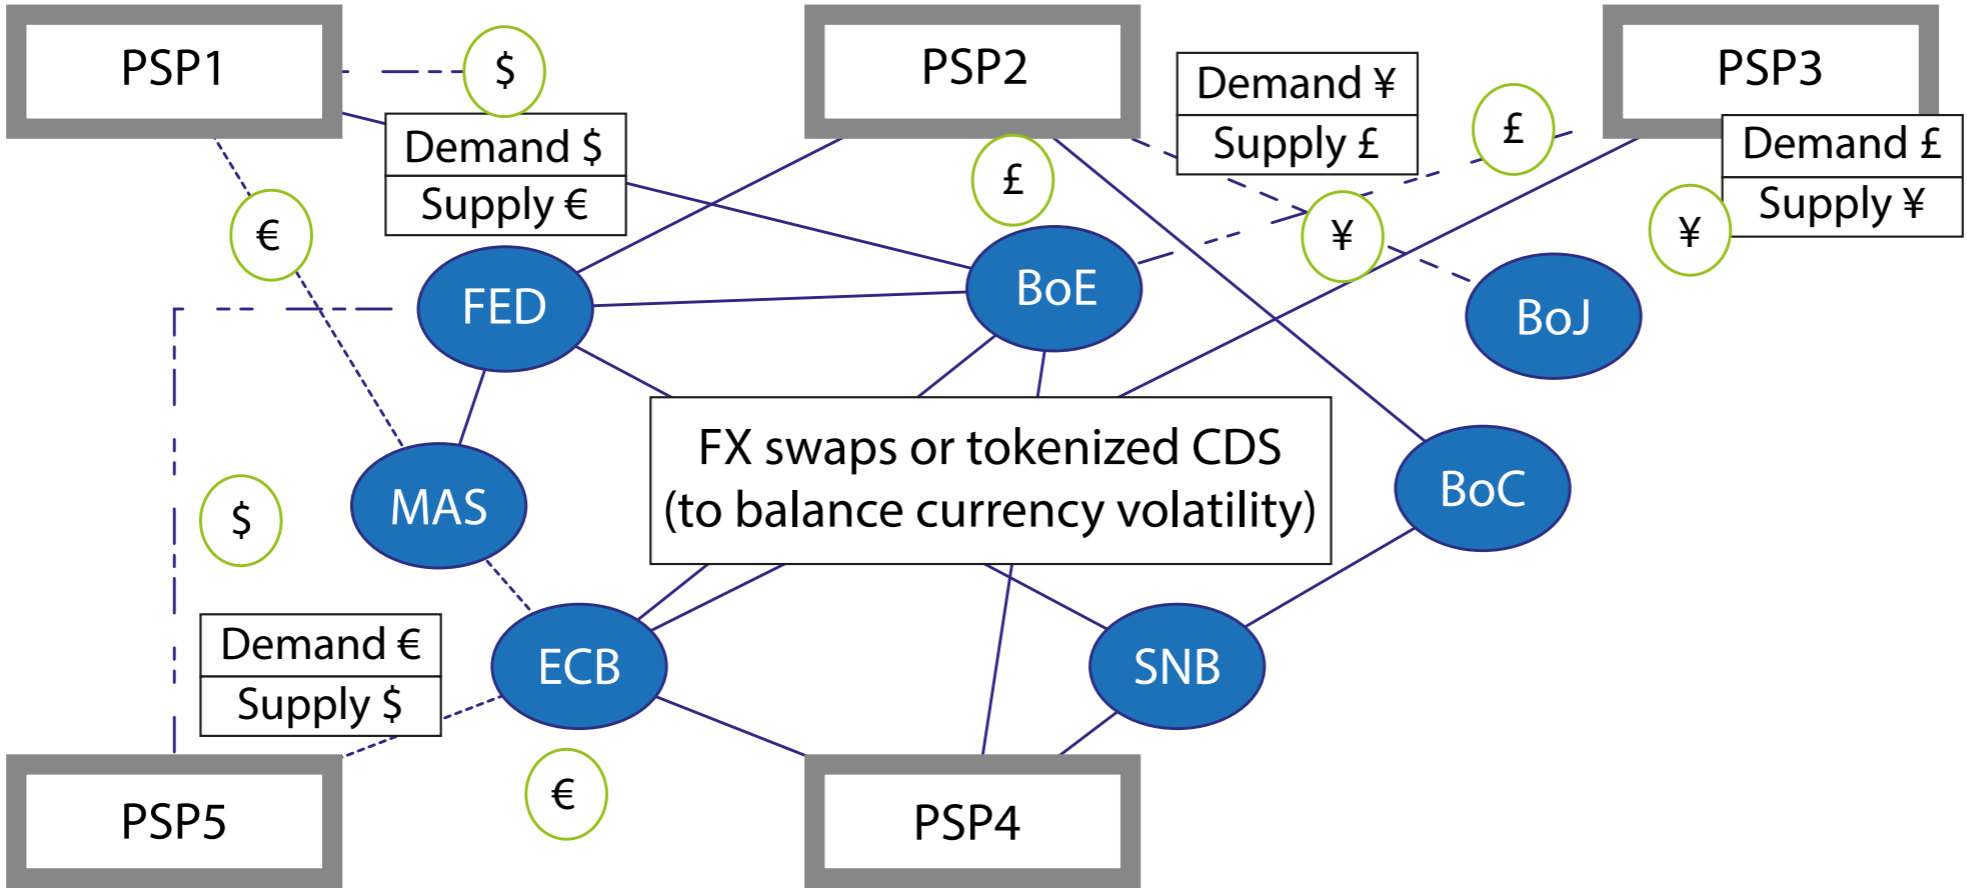 PSP1
$
PSP2
Demand ¥
Supply £
£
PSP3
Demand £
Supply ¥
Demand $
Supply €
£
€
¥
¥
FED
BoE
BoJ
FX swaps or tokenized CDS
(to balance currency volatility)
MAS
BoC
$
Demand €
Supply $
ECB
SNB
PSP5
€
PSP4